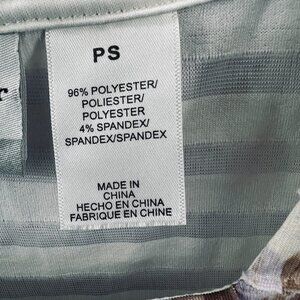 PS
96% POLYESTER/
POLIESTER/
POLYESTER
4% SPANDEX/
SPANDEX/SPANDEX
MADE IN
CHINA
HECHO EN CHINA
FABRIQUE EN CHINE